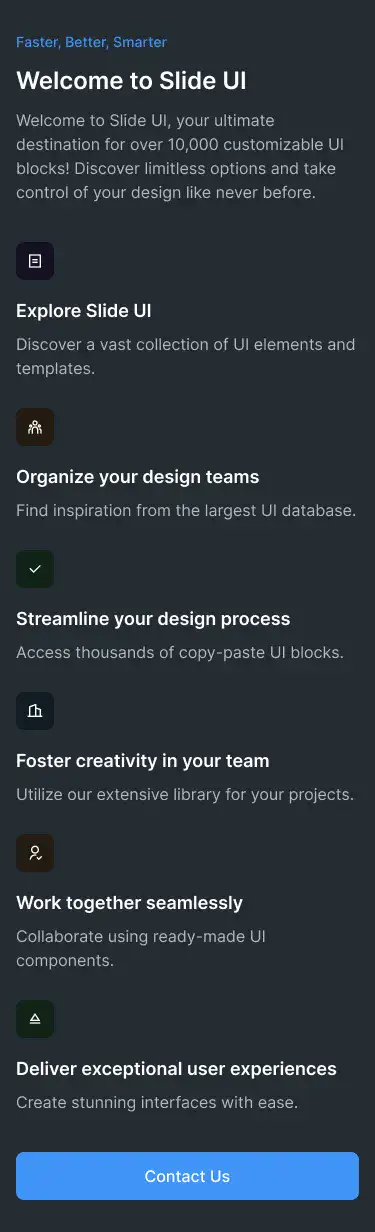 Faster, Better, Smarter
Welcome to Slide UI
Welcome to Slide UI, your ultimate
destination for over 10,000 customizable UI
blocks! Discover limitless options and take
control of your design like never before.
Explore Slide UI
Discover a vast collection of UI elements and
templates.
Organize your design teams
Find inspiration from the largest UI database.
Streamline your design process
Access thousands of copy-paste UI blocks.
Foster creativity in your team
Utilize our extensive library for your projects.
Work together seamlessly
Collaborate using ready-made UI
components.
Deliver exceptional user experiences
Create stunning interfaces with ease.
Contact Us